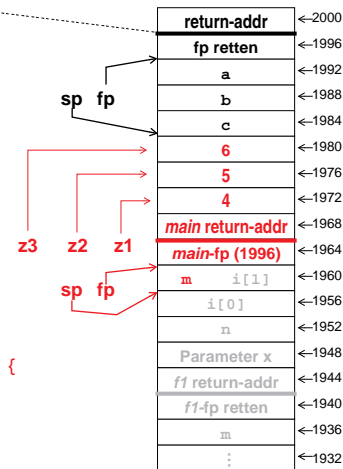 return-addr ←2000
fp retten ←1996
a ←1992
sp fp b ←1988
c ←1984
6 ←1980
5 ←1976
4 ←1972
main return-addr ←1968
z3 z2 z1
main-fp (1996) ←1964
m i[1] ←1960
sp fp
i[0] ←1956
n ←1952
Parameter x ←1948
{
f1 return-addr ←1944
f1-fp retten ←1940
m ←1936
⋮ ←1932